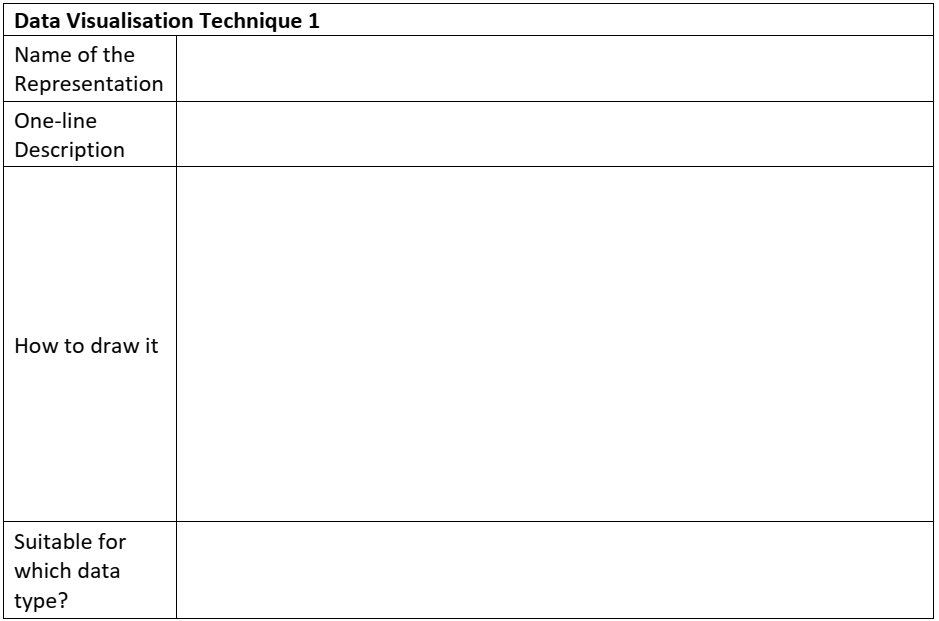 Data Visualisation Technique 1
Name of the
Representation
One-line
Description
How to draw it
Suitable for
which data
type?